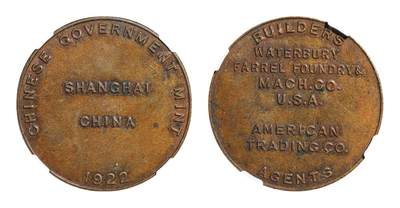 CHINESE GOVERNMENT MINT
SHANGHAI
CHINA
1922
BUILDERS
WATERBURY
FARREL FOUNDRY &
MACH. CO.
U.S.A.
AMERICAN
TRADING CO.
AGENTS